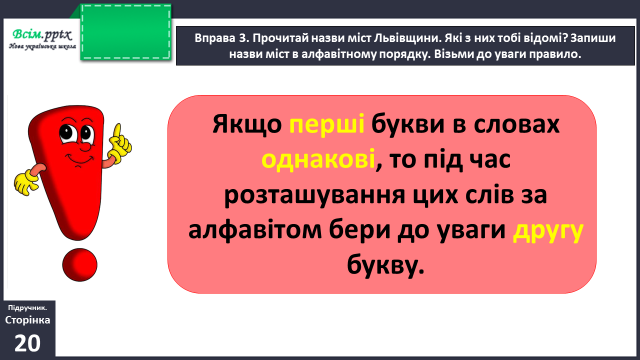 Всім.pptx
Нова українська школа
Вправа 3. Прочитай назви міст Львівщини. Які з них тобі відомі? Запиши
назви міст в алфавітному порядку. Візьми до уваги правило.
Якщо перші букви в словах
однакові, то під час
розташування цих слів за
алфавітом бери до уваги другу
букву.
Підручник.
Сторінка
20